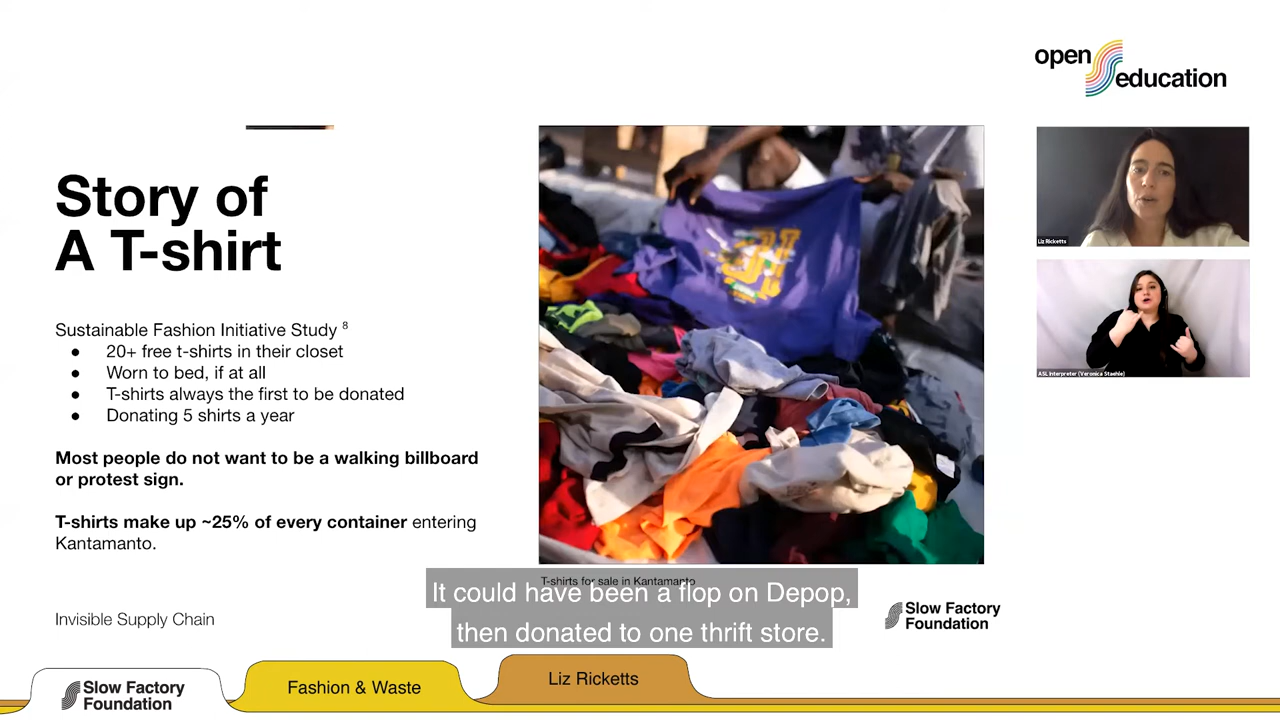 open
education
Story of
A T-shirt
Sustainable Fashion Initiative Study 8
● 20+ free t-shirts in their closet
● Worn to bed, if at all
● T-shirts always the first to be donated
● Donating 5 shirts a year
Most people do not want to be a walking billboard
or protest sign.
T-shirts make up ~25% of every container entering
Kantamanto.
Liz Ricketts
ASL Interpreter (Veronica Staehle)
T-shirts for sale in Kantamanto
It could have been a flop on Depop,
then donated to one thrift store.
Invisible Supply Chain
Slow Factory
Foundation
Slow Factory
Foundation
Fashion & Waste
Liz Ricketts